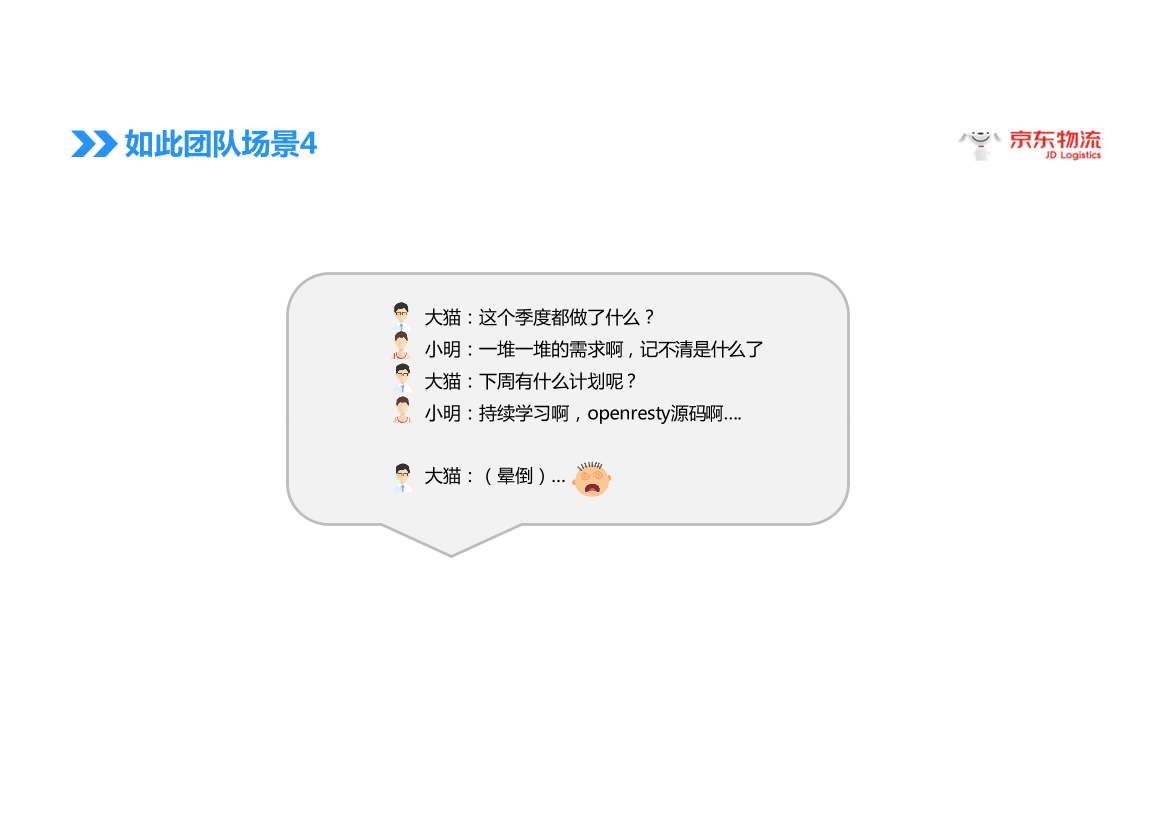 如此团队场景4
京东物流
JD Logistics
大猫：这个季度都做了什么？
小明：一堆一堆的需求啊，记不清是什么了
大猫：下周有什么计划呢？
小明：持续学习啊，openresty源码啊....
大猫：（晕倒）...